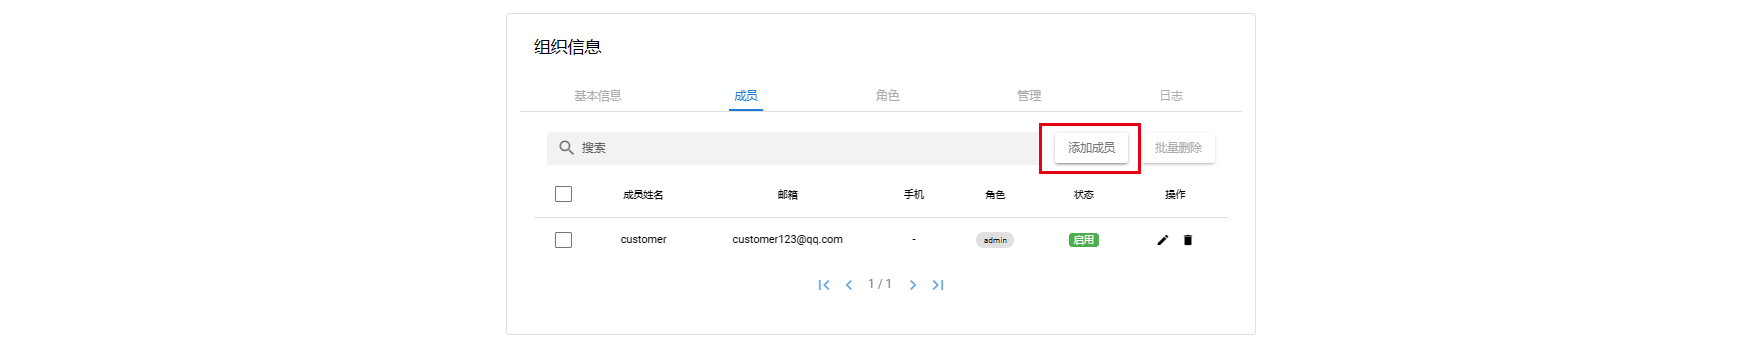 组织信息
基本信息 成员 角色 管理 日志
搜索 添加成员 批量删除
成员姓名 邮箱 手机 角色 状态 操作
customer customer123@qq.com - admin 启用
1 / 1